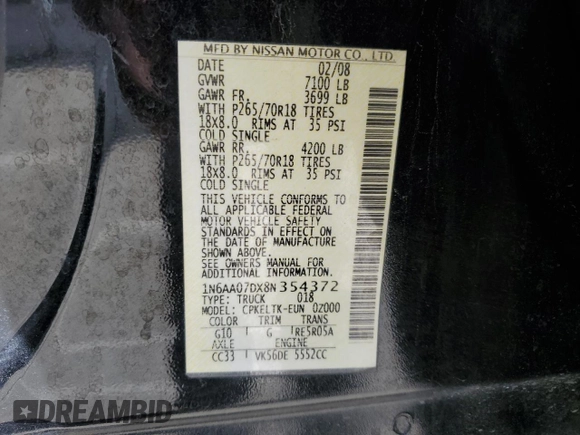 MFD BY NISSAN MOTOR CO., LTD.
DATE 02/08
GVWR 7100 LB
GAWR FR. 3699 LB
WITH P265/70R18 TIRES
18X8.0 RIMS AT 35 PSI
COLD SINGLE
GAWR RR. 4200 LB
WITH P265/70R18 TIRES
18X8.0 RIMS AT 35 PSI
COLD SINGLE
THIS VEHICLE CONFORMS TO
ALL APPLICABLE FEDERAL
MOTOR VEHICLE SAFETY
STANDARDS IN EFFECT ON
THE DATE OF MANUFACTURE
SHOWN ABOVE.
SEE OWNERS MANUAL FOR
ADDITIONAL INFORMATION.
1N6AA07DX8N354372
TYPE: TRUCK 018
MODEL: CPKELTK-EUN 0Z000
COLOR TRIM TRANS
G10 G RE5R05A
AXLE ENGINE
CC33 VK56DE 5552CC
DREAMBID